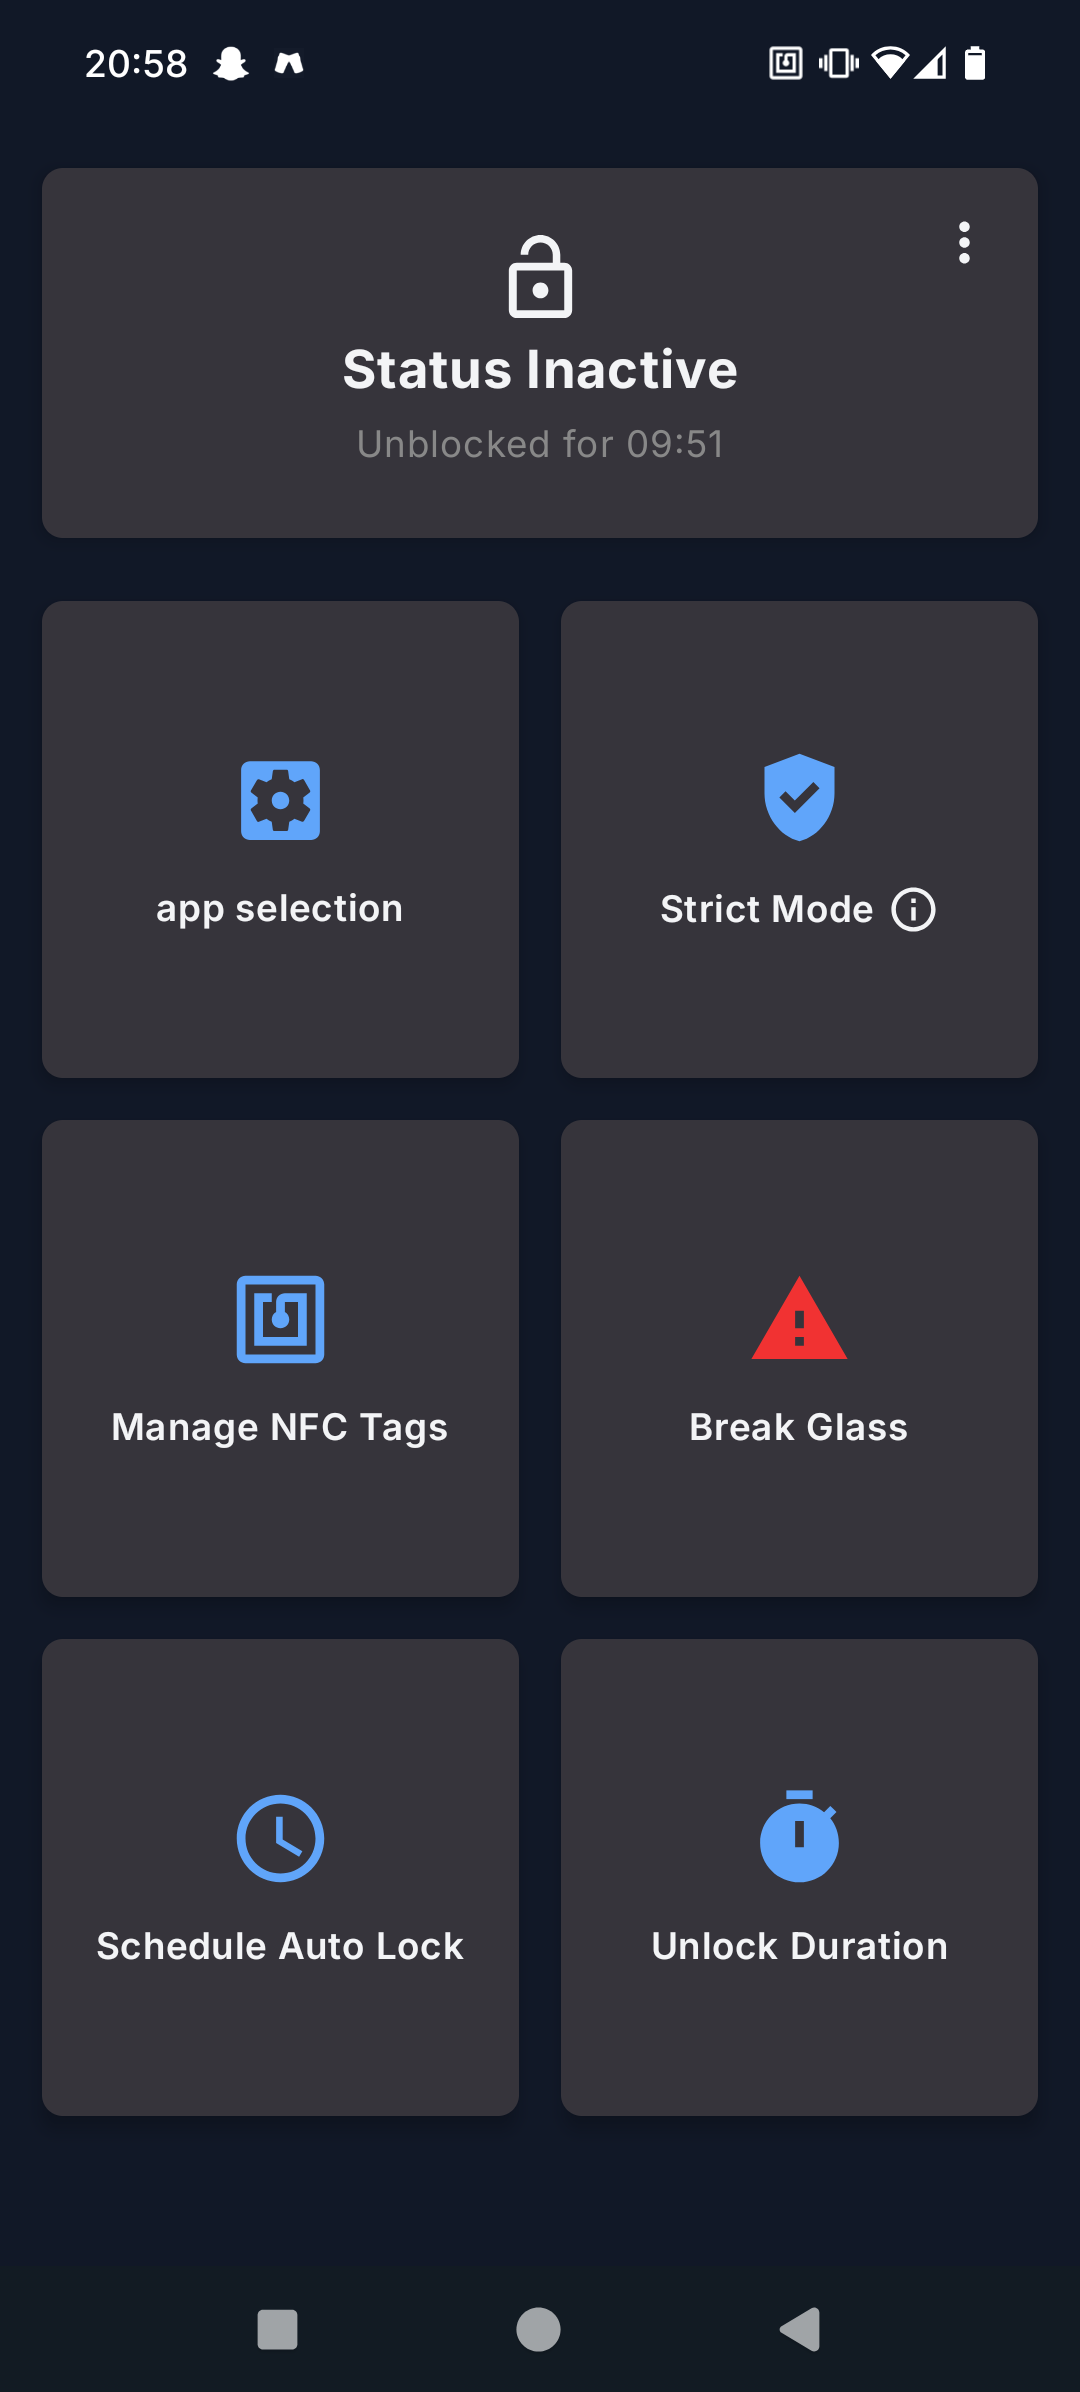 20:58
Status Inactive
Unblocked for 09:51
app selection
Strict Mode
Manage NFC Tags
Break Glass
Schedule Auto Lock
Unlock Duration